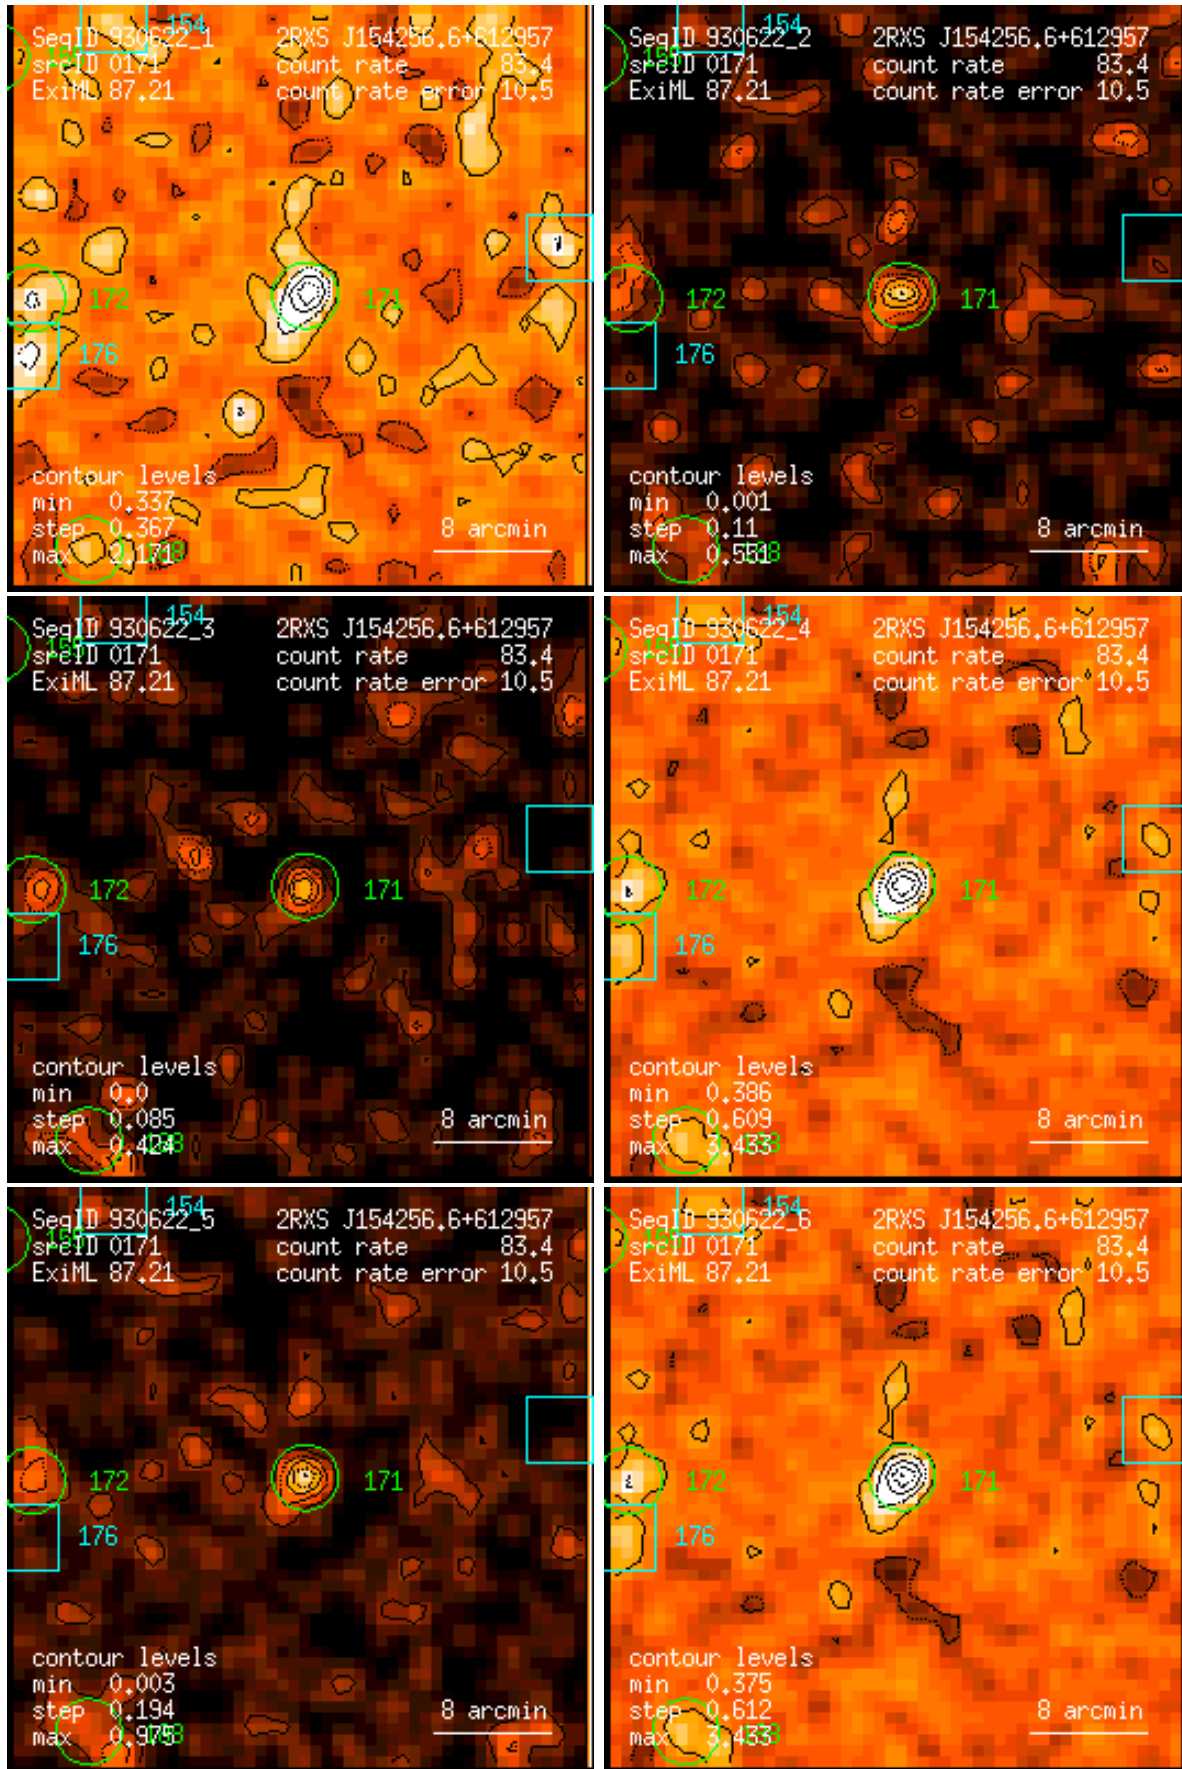 154
SeqID 930622_1 2RXS J154256.6+612957
srcID 0171 count rate 83.4
ExiML 87.21 count rate error 10.5
172
171
176
contour levels
min 0.337
step 0.367
max 2.171
8 arcmin
154
SeqID 930622_2 2RXS J154256.6+612957
srcID 0171 count rate 83.4
ExiML 87.21 count rate error 10.5
172
171
176
contour levels
min 0.001
step 0.11
max 0.551
8 arcmin
154
SeqID 930622_3 2RXS J154256.6+612957
srcID 0171 count rate 83.4
ExiML 87.21 count rate error 10.5
172
171
176
contour levels
min 0.0
step 0.085
max 0.424
8 arcmin
154
SeqID 930622_4 2RXS J154256.6+612957
srcID 0171 count rate 83.4
ExiML 87.21 count rate error 10.5
172
171
176
contour levels
min 0.386
step 0.609
max 3.433
8 arcmin
154
SeqID 930622_5 2RXS J154256.6+612957
srcID 0171 count rate 83.4
ExiML 87.21 count rate error 10.5
172
171
176
contour levels
min 0.003
step 0.194
max 0.975
8 arcmin
154
SeqID 930622_6 2RXS J154256.6+612957
srcID 0171 count rate 83.4
ExiML 87.21 count rate error 10.5
172
171
176
contour levels
min 0.375
step 0.612
max 3.433
8 arcmin